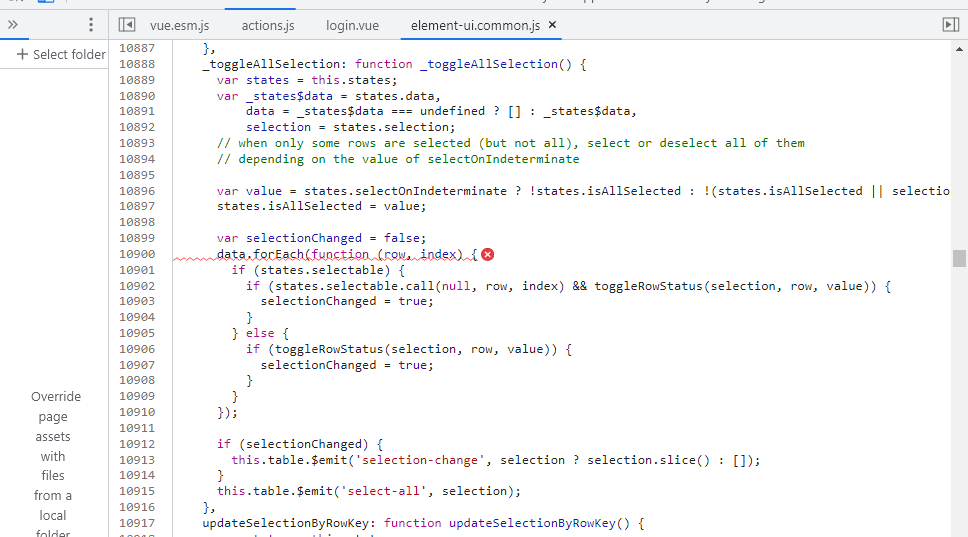 vue.esm.js actions.js login.vue element-ui.common.js ×
Select folder
Override
page
assets
with
files
from a
local
folder
10887 },
10888 _toggleAllSelection: function _toggleAllSelection() {
10889 var states = this.states;
10890 var _states$data = states.data,
10891 data = _states$data === undefined ? [] : _states$data,
10892 selection = states.selection;
10893 // when only some rows are selected (but not all), select or deselect all of them
10894 // depending on the value of selectOnIndeterminate
10895
10896 var value = states.selectOnIndeterminate ? !states.isAllSelected : !(states.isAllSelected || selectio
10897 states.isAllSelected = value;
10898
10899 var selectionChanged = false;
10900 data.forEach(function (row, index) {
10901 if (states.selectable) {
10902 if (states.selectable.call(null, row, index) && toggleRowStatus(selection, row, value)) {
10903 selectionChanged = true;
10904 }
10905 } else {
10906 if (toggleRowStatus(selection, row, value)) {
10907 selectionChanged = true;
10908 }
10909 }
10910 });
10911
10912 if (selectionChanged) {
10913 this.table.$emit('selection-change', selection ? selection.slice() : []);
10914 }
10915 this.table.$emit('select-all', selection);
10916 },
10917 updateSelectionByRowKey: function updateSelectionByRowKey() {